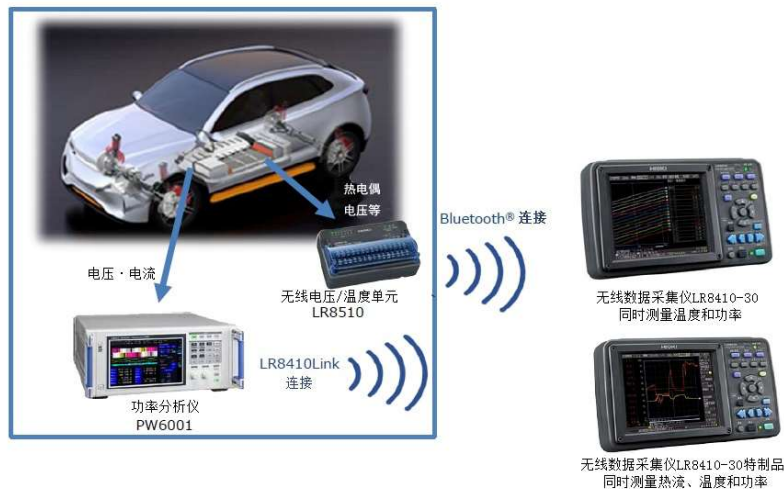 热电偶
电压等
Bluetooth® 连接
电压·电流
无线电压/温度单元
LR8510
无线数据采集仪LR8410-30
同时测量温度和功率
LR8410Link
连接
功率分析仪
PW6001
HIOKI
无线数据采集仪LR8410-30特制品
同时测量热流、温度和功率